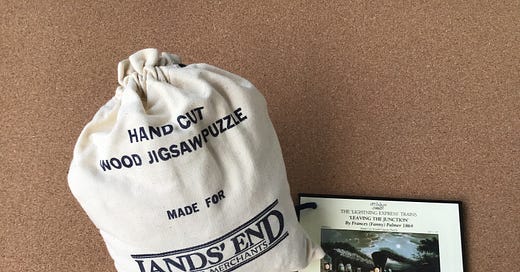 HAND CUT
WOOD JIGSAW PUZZLE
MADE FOR
LANDS' END
MERCHANTS
THE 'LIGHTNING EXPRESS' TRAINS
'LEAVING THE JUNCTION'
By Frances (Fanny) Palmer 1864